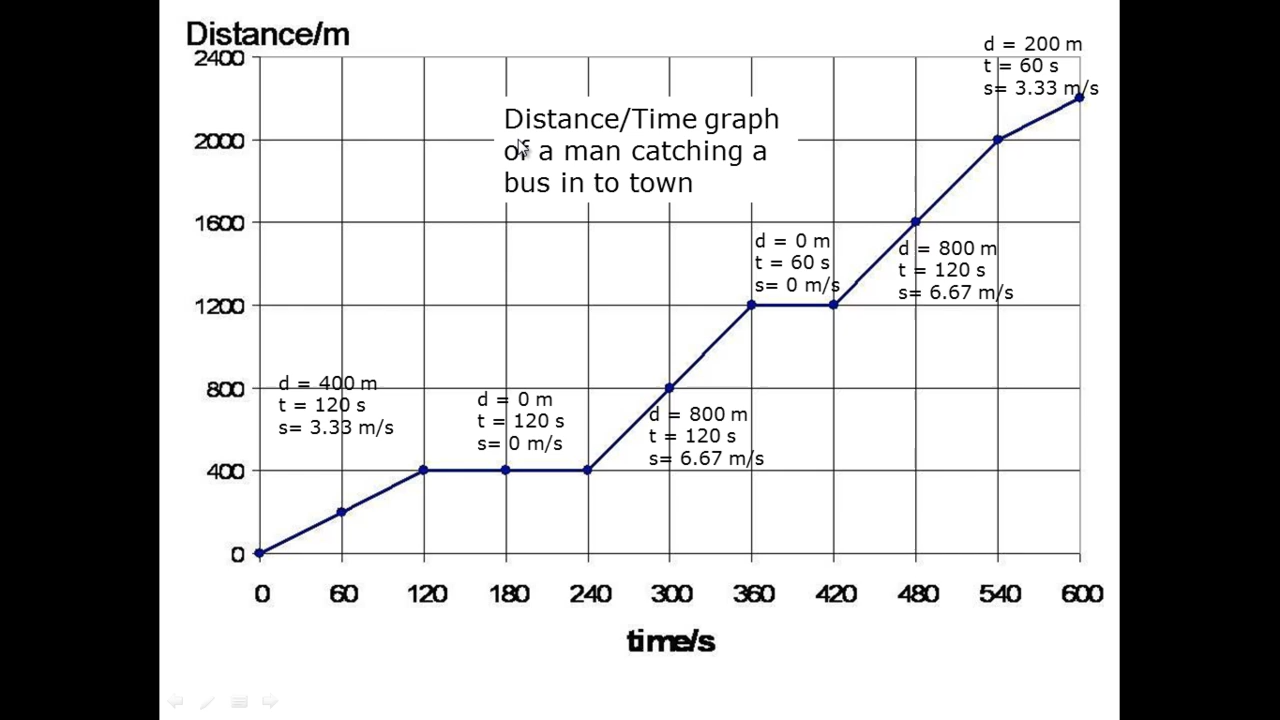 Distance/m
2400
2000
1600
1200
800
400
0
Distance/Time graph
of a man catching a
bus in to town
d = 400 m
t = 120 s
s= 3.33 m/s
d = 0 m
t = 120 s
s= 0 m/s
d = 800 m
t = 120 s
s= 6.67 m/s
d = 0 m
t = 60 s
s= 0 m/s
d = 800 m
t = 120 s
s= 6.67 m/s
d = 200 m
t = 60 s
s= 3.33 m/s
0 60 120 180 240 300 360 420 480 540 600
time/s